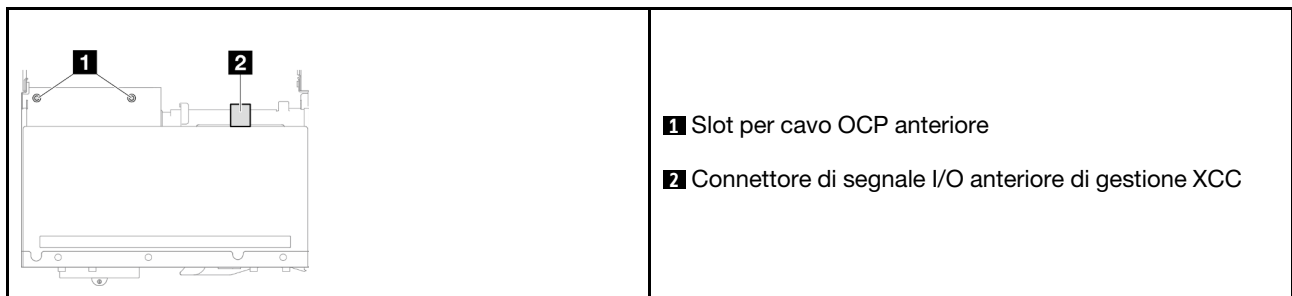 1 2
1 Slot per cavo OCP anteriore
2 Connettore di segnale I/O anteriore di gestione XCC